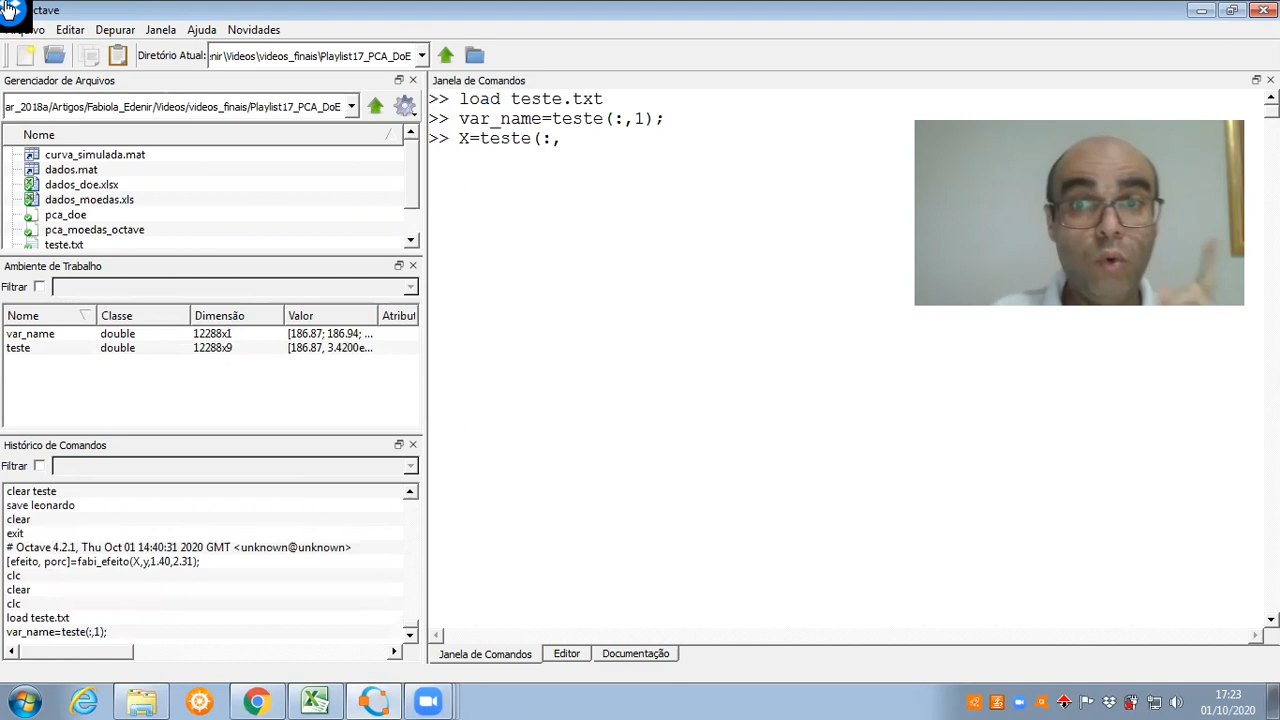 ctave
quivo Editar Depurar Janela Ajuda Novidades
Diretório Atual: :nir\Videos\videos_finais\Playlist17_PCA_DoE
Gerenciador de Arquivos
ar_2018a/Artigos/Fabiola_Edenir/Videos/videos_finais/Playlist17_PCA_DoE
Nome
curva_simulada.mat
dados.mat
dados_doe.xlsx
dados_moedas.xls
pca_doe
pca_moedas_octave
teste.txt
Ambiente de Trabalho
Filtrar
Nome Classe Dimensão Valor Atribut
var_name double 12288x1 [186.87; 186.94; ...
teste double 12288x9 [186.87, 3.4200e...
Histórico de Comandos
Filtrar
clear teste
save leonardo
clear
exit
# Octave 4.2.1, Thu Oct 01 14:40:31 2020 GMT <unknown@unknown>
[efeito, porc]=fabi_efeito(X,y,1.40,2.31);
clc
clear
clc
load teste.txt
var_name=teste(:,1);
Janela de Comandos
>> load teste.txt
>> var_name=teste(:,1);
>> X=teste(:,
Janela de Comandos Editor Documentação
17:23
01/10/2020